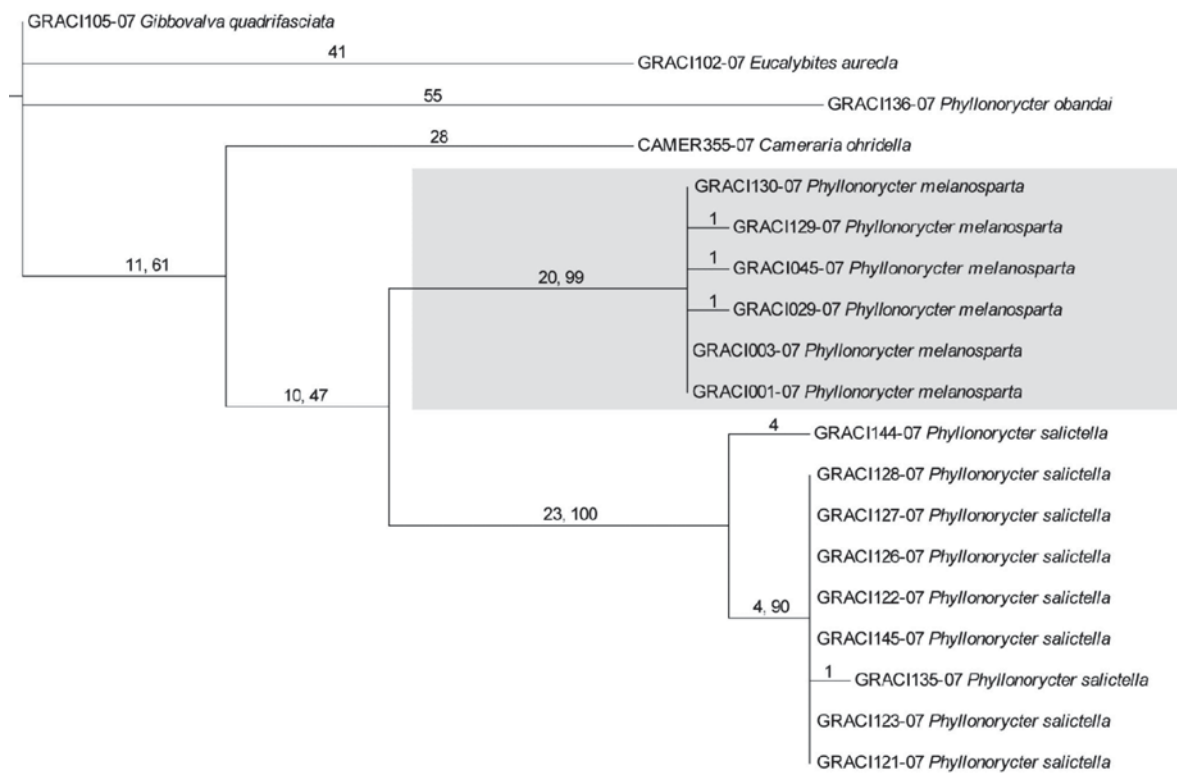 GRACI105-07 Gibbovalva quadrifasciata
41
GRACI102-07 Eucalybites aurecla
55
GRACI136-07 Phyllonorycter obandai
28
CAMER355-07 Cameraria ohridella
GRACI130-07 Phyllonorycter melanosparta
1
GRACI129-07 Phyllonorycter melanosparta
11, 61
20, 99
1
GRACI045-07 Phyllonorycter melanosparta
1
GRACI029-07 Phyllonorycter melanosparta
GRACI003-07 Phyllonorycter melanosparta
10, 47
GRACI001-07 Phyllonorycter melanosparta
4
GRACI144-07 Phyllonorycter salictella
GRACI128-07 Phyllonorycter salictella
23, 100
GRACI127-07 Phyllonorycter salictella
GRACI126-07 Phyllonorycter salictella
4, 90
GRACI122-07 Phyllonorycter salictella
GRACI145-07 Phyllonorycter salictella
1
GRACI135-07 Phyllonorycter salictella
GRACI123-07 Phyllonorycter salictella
GRACI121-07 Phyllonorycter salictella